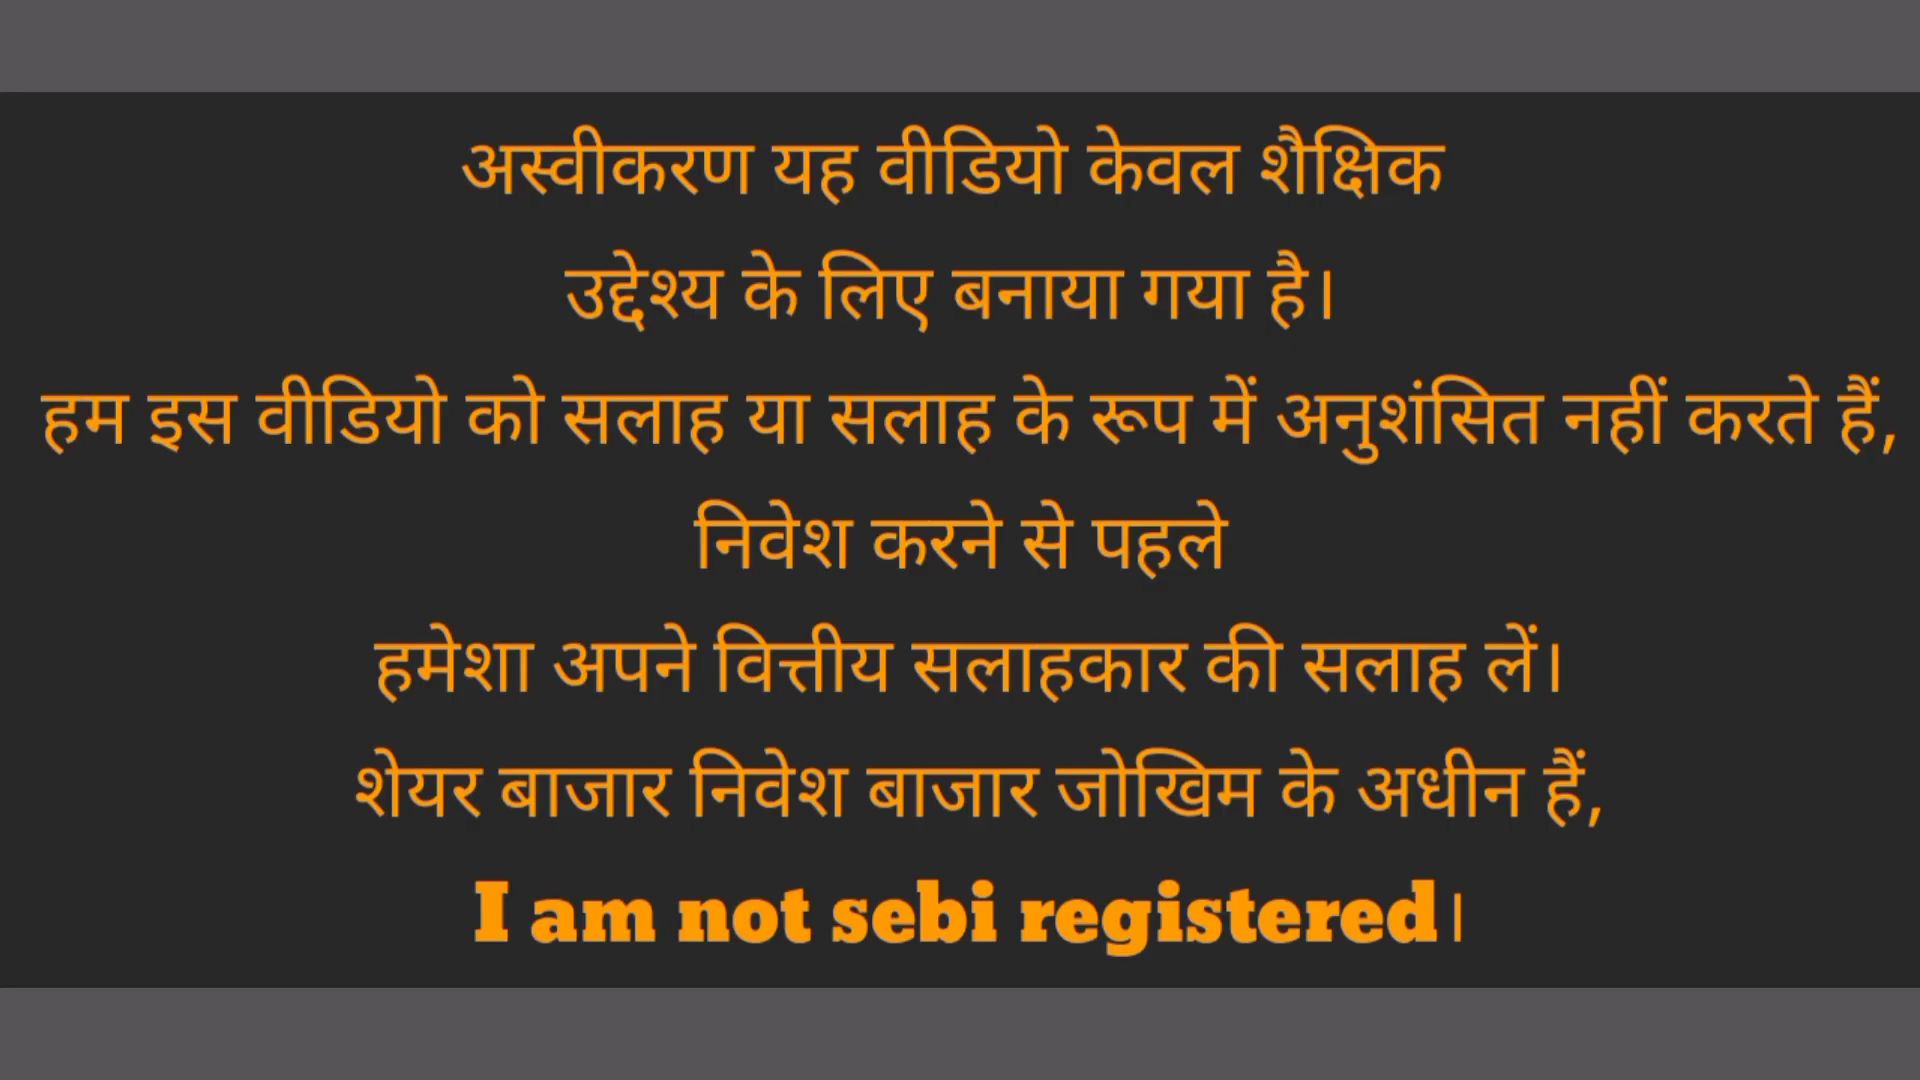 अस्वीकरण यह वीडियो केवल शैक्षिक
उद्देश्य के लिए बनाया गया है।
हम इस वीडियो को सलाह या सलाह के रूप में अनुशंसित नहीं करते हैं,
निवेश करने से पहले
हमेशा अपने वित्तीय सलाहकार की सलाह लें।
शेयर बाजार निवेश बाजार जोखिम के अधीन हैं,
I am not sebi registered।